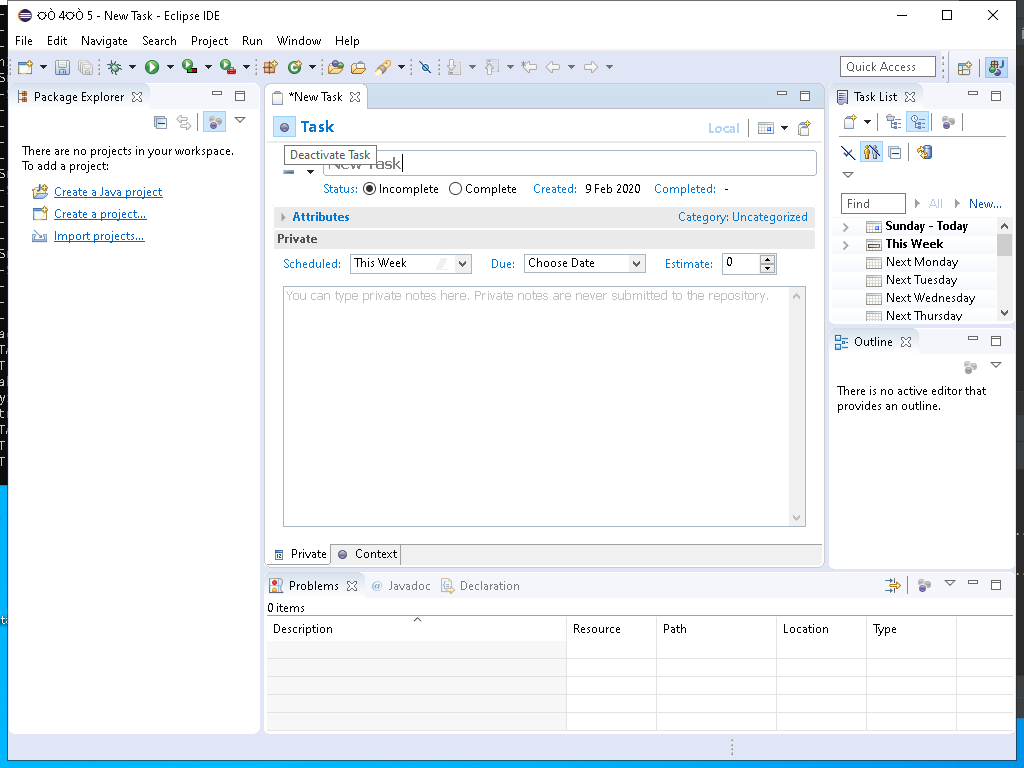 ºÒ 4ºÒ 5 - New Task - Eclipse IDE
File Edit Navigate Search Project Run Window Help
Quick Access
Package Explorer
There are no projects in your workspace.
To add a project:
Create a Java project
Create a project...
Import projects...
*New Task
Task
Local
Deactivate Task
New Task
Status: Incomplete Complete Created: 9 Feb 2020 Completed: -
Attributes Category: Uncategorized
Private
Scheduled: This Week Due: Choose Date Estimate: 0
You can type private notes here. Private notes are never submitted to the repository.
Private Context
Task List
Find All New...
Sunday - Today
This Week
Next Monday
Next Tuesday
Next Wednesday
Next Thursday
Outline
There is no active editor that
provides an outline.
Problems @ Javadoc Declaration
0 items
Description Resource Path Location Type